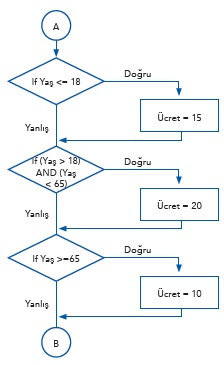 A
If Yaş <= 18
Doğru
Ücret = 15
Yanlış
If (Yaş > 18)
AND (Yaş
< 65)
Doğru
Ücret = 20
Yanlış
If Yaş >=65
Doğru
Ücret = 10
Yanlış
B